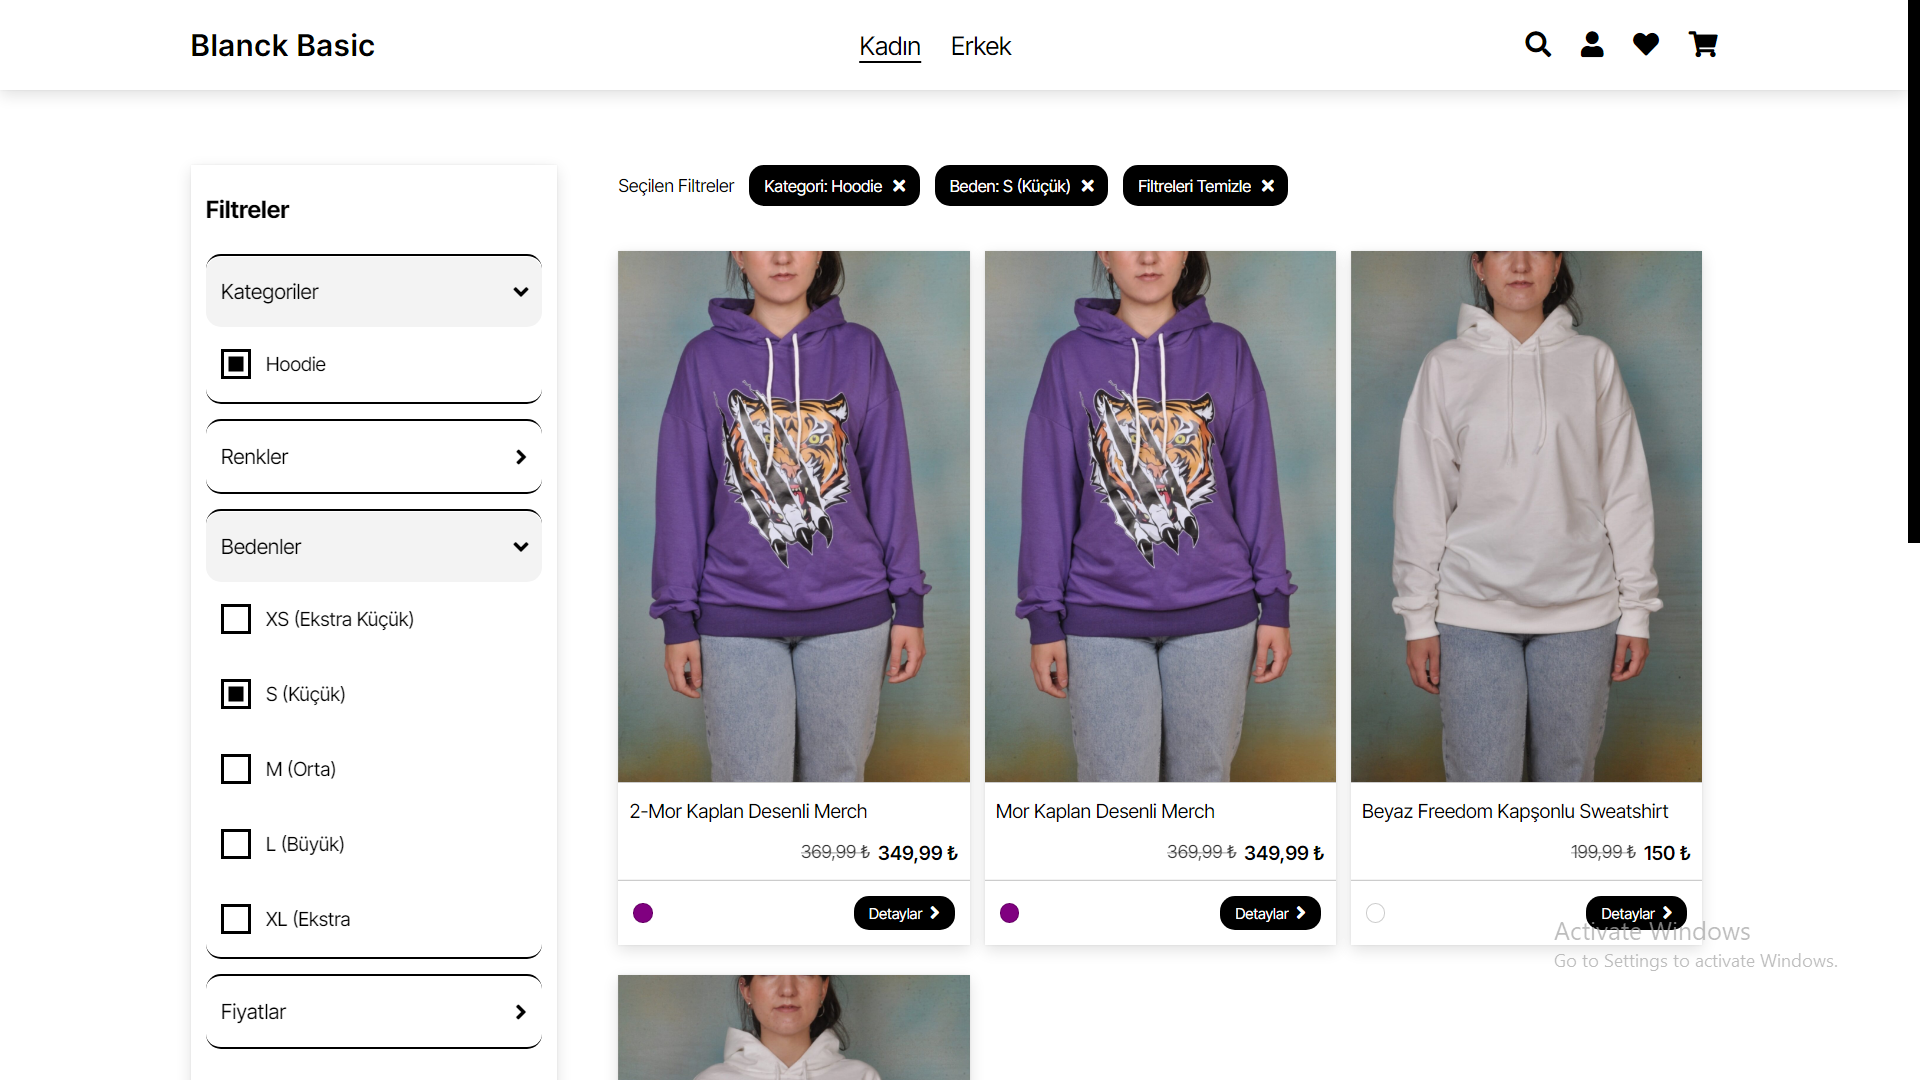 Blanck Basic
Kadın Erkek
Filtreler
Kategoriler
Hoodie
Renkler
Bedenler
XS (Ekstra Küçük)
S (Küçük)
M (Orta)
L (Büyük)
XL (Ekstra
Fiyatlar
Seçilen Filtreler Kategori: Hoodie Beden: S (Küçük) Filtreleri Temizle
2-Mor Kaplan Desenli Merch
369,99 ₺ 349,99 ₺
Detaylar
Mor Kaplan Desenli Merch
369,99 ₺ 349,99 ₺
Detaylar
Beyaz Freedom Kapşonlu Sweatshirt
199,99 ₺ 150 ₺
Detaylar
Activate Windows
Go to Settings to activate Windows.